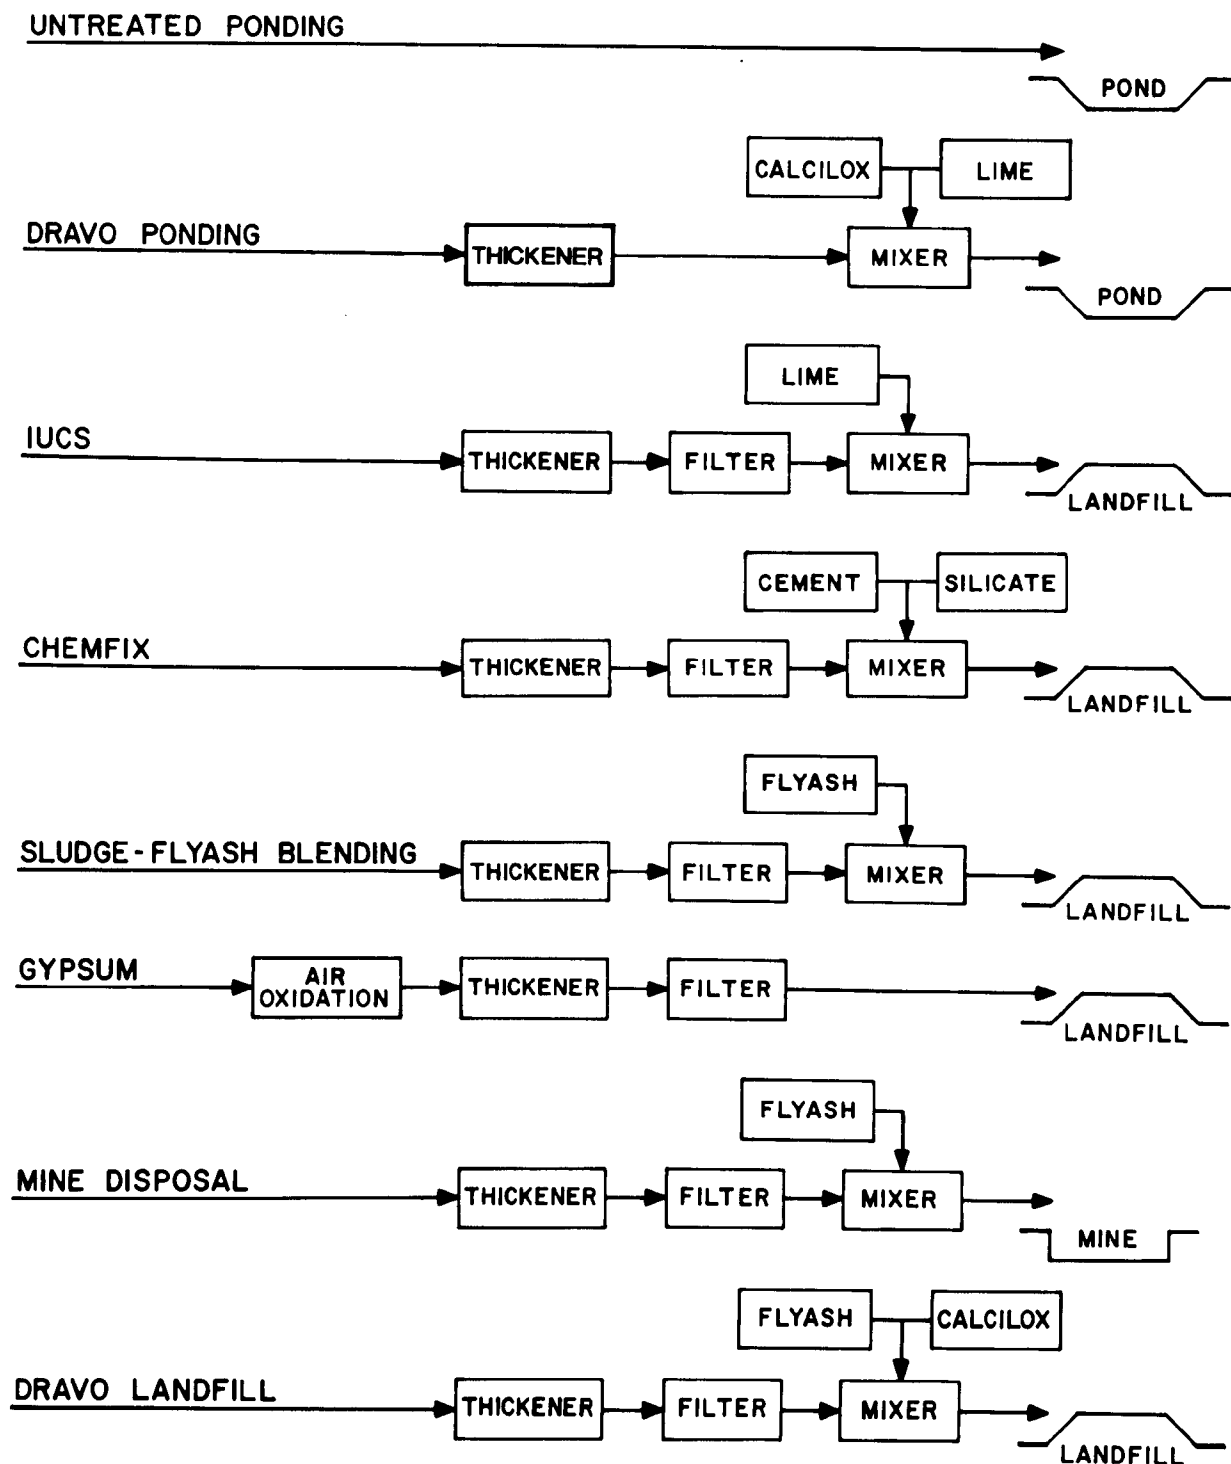 UNTREATED PONDING
POND
CALCILOX
LIME
DRAVO PONDING
THICKENER
MIXER
POND
LIME
IUCS
THICKENER
FILTER
MIXER
LANDFILL
CEMENT
SILICATE
CHEMFIX
THICKENER
FILTER
MIXER
LANDFILL
FLYASH
SLUDGE-FLYASH BLENDING
THICKENER
FILTER
MIXER
LANDFILL
GYPSUM
AIR
OXIDATION
THICKENER
FILTER
LANDFILL
FLYASH
MINE DISPOSAL
THICKENER
FILTER
MIXER
MINE
FLYASH
CALCILOX
DRAVO LANDFILL
THICKENER
FILTER
MIXER
LANDFILL